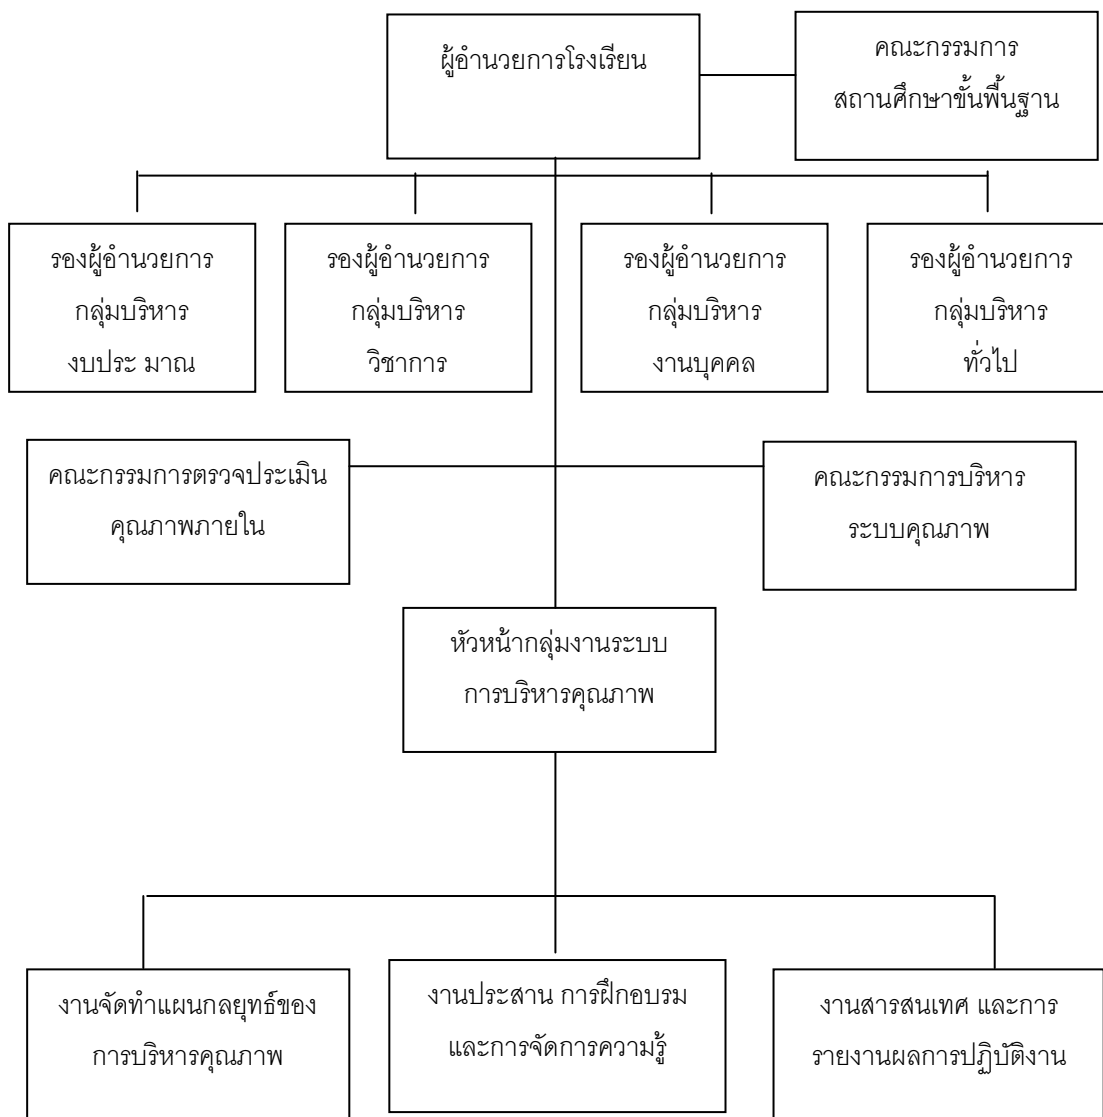 ผู้อำนวยการโรงเรียน
คณะกรรมการ
สถานศึกษาขั้นพื้นฐาน
รองผู้อำนวยการ
กลุ่มบริหาร
งบประ มาณ
รองผู้อำนวยการ
กลุ่มบริหาร
วิชาการ
รองผู้อำนวยการ
กลุ่มบริหาร
งานบุคคล
รองผู้อำนวยการ
กลุ่มบริหาร
ทั่วไป
คณะกรรมการตรวจประเมิน
คุณภาพภายใน
คณะกรรมการบริหาร
ระบบคุณภาพ
หัวหน้ากลุ่มงานระบบ
การบริหารคุณภาพ
งานจัดทำแผนกลยุทธ์ของ
การบริหารคุณภาพ
งานประสาน การฝึกอบรม
และการจัดการความรู้
งานสารสนเทศ และการ
รายงานผลการปฏิบัติงาน